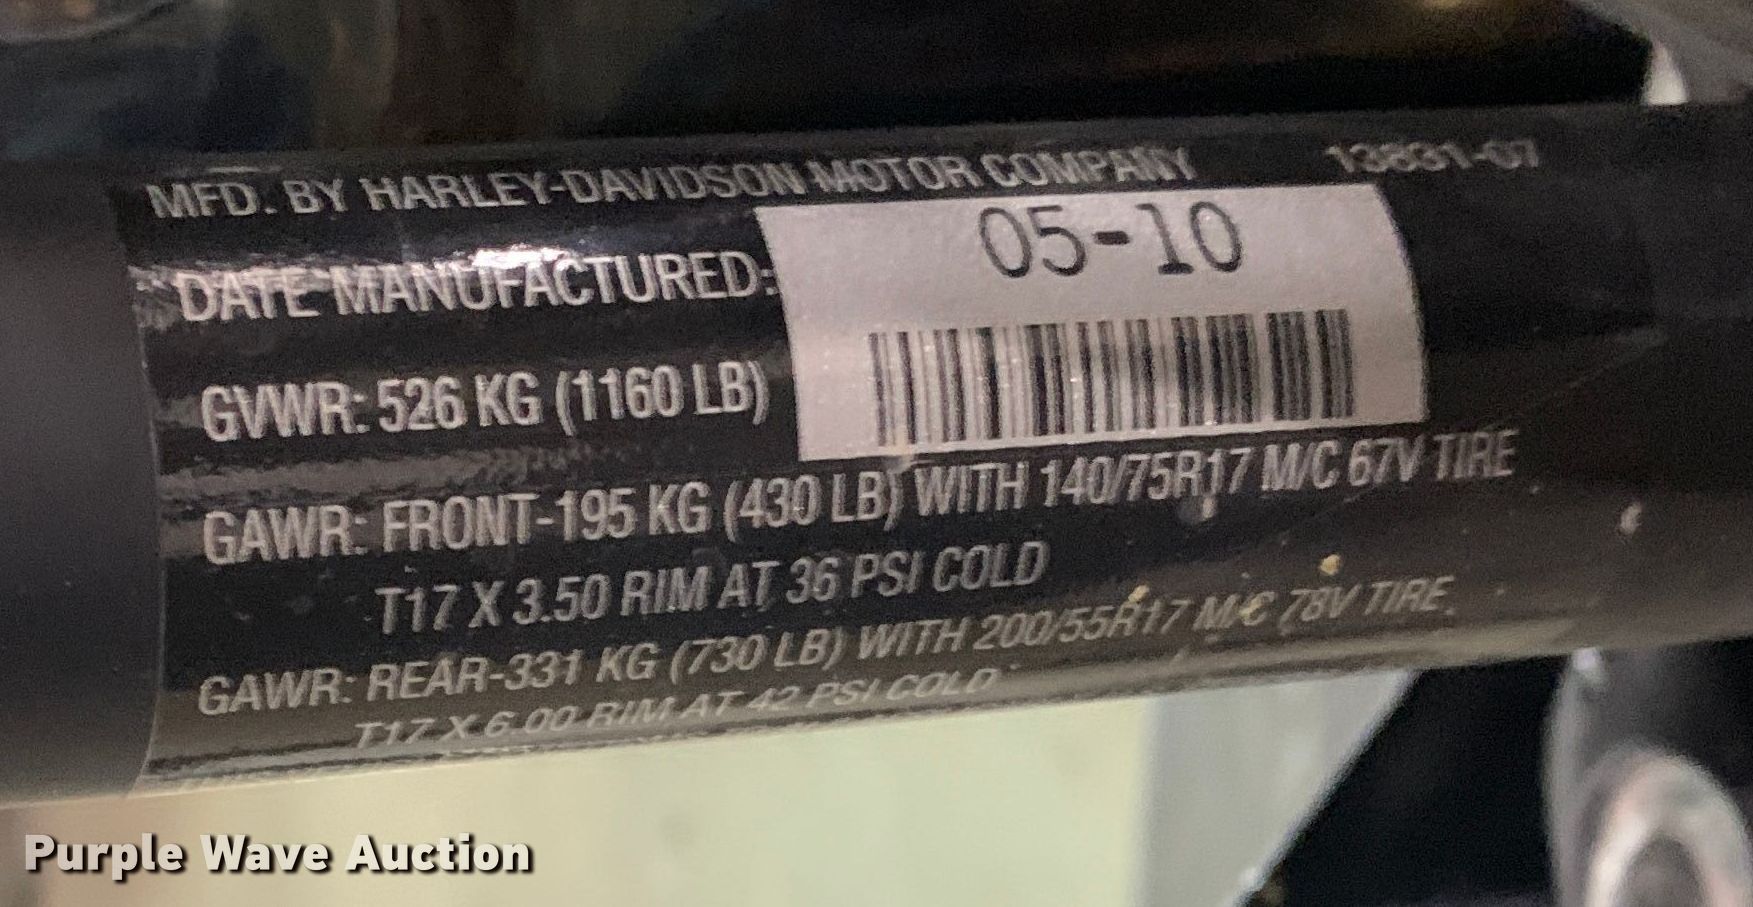 MFD. BY HARLEY-DAVIDSON MOTOR COMPANY 13831-07
DATE MANUFACTURED: 05-10
GVWR: 526 KG (1160 LB)
GAWR: FRONT-195 KG (430 LB) WITH 140/75R17 M/C 67V TIRE
T17 X 3.50 RIM AT 36 PSI COLD
GAWR: REAR-331 KG (730 LB) WITH 200/55R17 M/C 78V TIRE
T17 X 6.00 RIM AT 42 PSI COLD
Purple Wave Auction